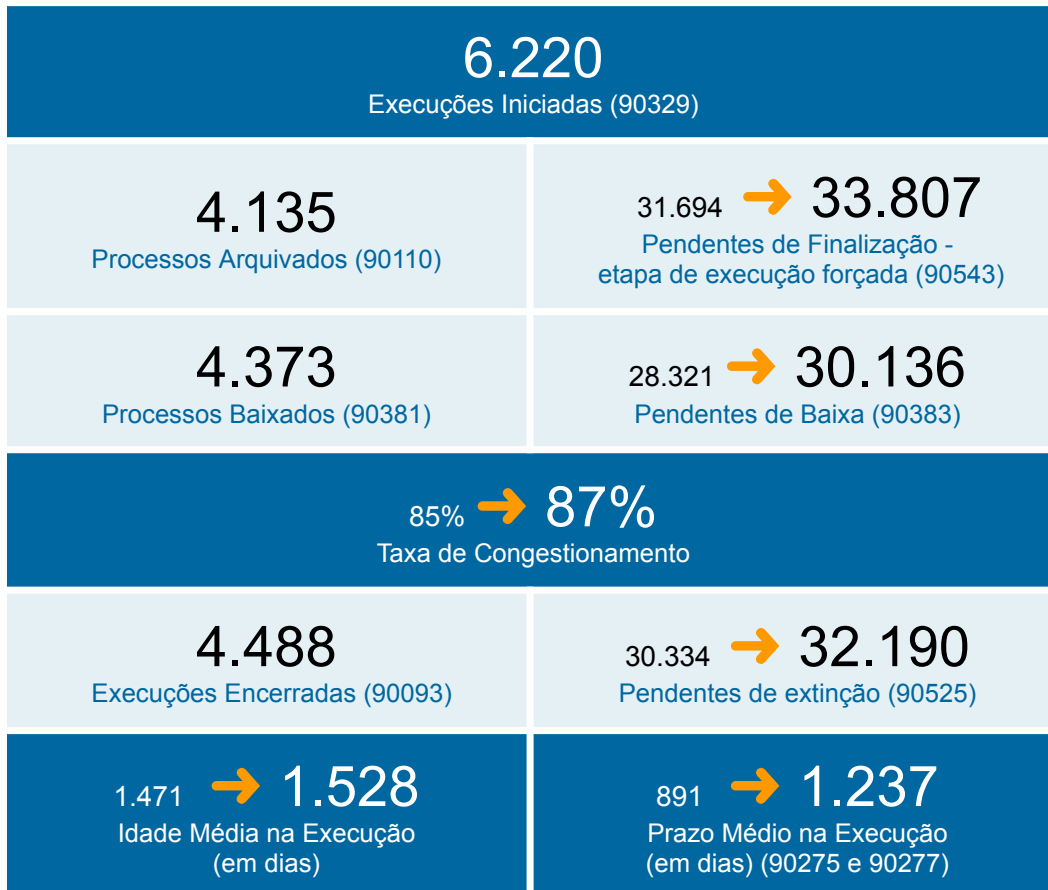 6.220
Execuções Iniciadas (90329)
4.135
Processos Arquivados (90110)
31.694 ➜ 33.807
Pendentes de Finalização -
etapa de execução forçada (90543)
4.373
Processos Baixados (90381)
28.321 ➜ 30.136
Pendentes de Baixa (90383)
85% ➜ 87%
Taxa de Congestionamento
4.488
Execuções Encerradas (90093)
30.334 ➜ 32.190
Pendentes de extinção (90525)
1.471 ➜ 1.528
Idade Média na Execução
(em dias)
891 ➜ 1.237
Prazo Médio na Execução
(em dias) (90275 e 90277)